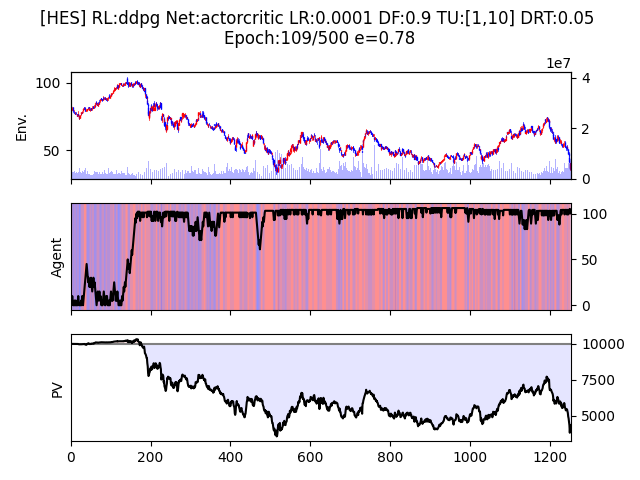 [HES] RL:ddpg Net:actorcritic LR:0.0001 DF:0.9 TU:[1,10] DRT:0.05
Epoch:109/500 e=0.78
1e7
100
50
Env.
4
2
0
Agent
100
50
0
PV
10000
7500
5000
0 200 400 600 800 1000 1200